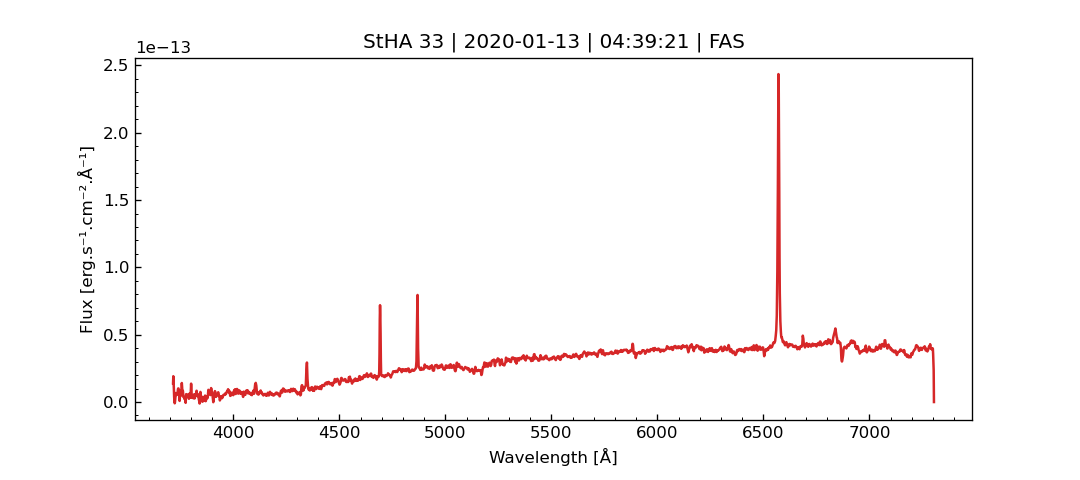 StHA 33 | 2020-01-13 | 04:39:21 | FAS
1e−13
2.5
2.0
1.5
1.0
0.5
0.0
Flux [erg.s⁻¹.cm⁻².Å⁻¹]
4000 4500 5000 5500 6000 6500 7000
Wavelength [Å]